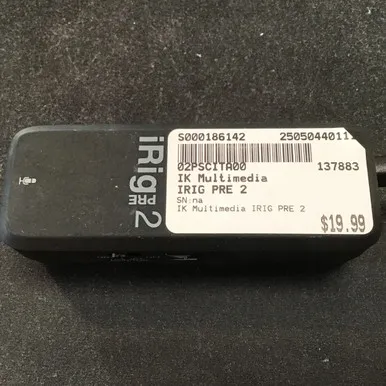 iRig
PRE 2
S000186142 2505044011
02PSCITA00 137883
IK Multimedia
IRIG PRE 2
SN:na
IK Multimedia IRIG PRE 2
$19.99